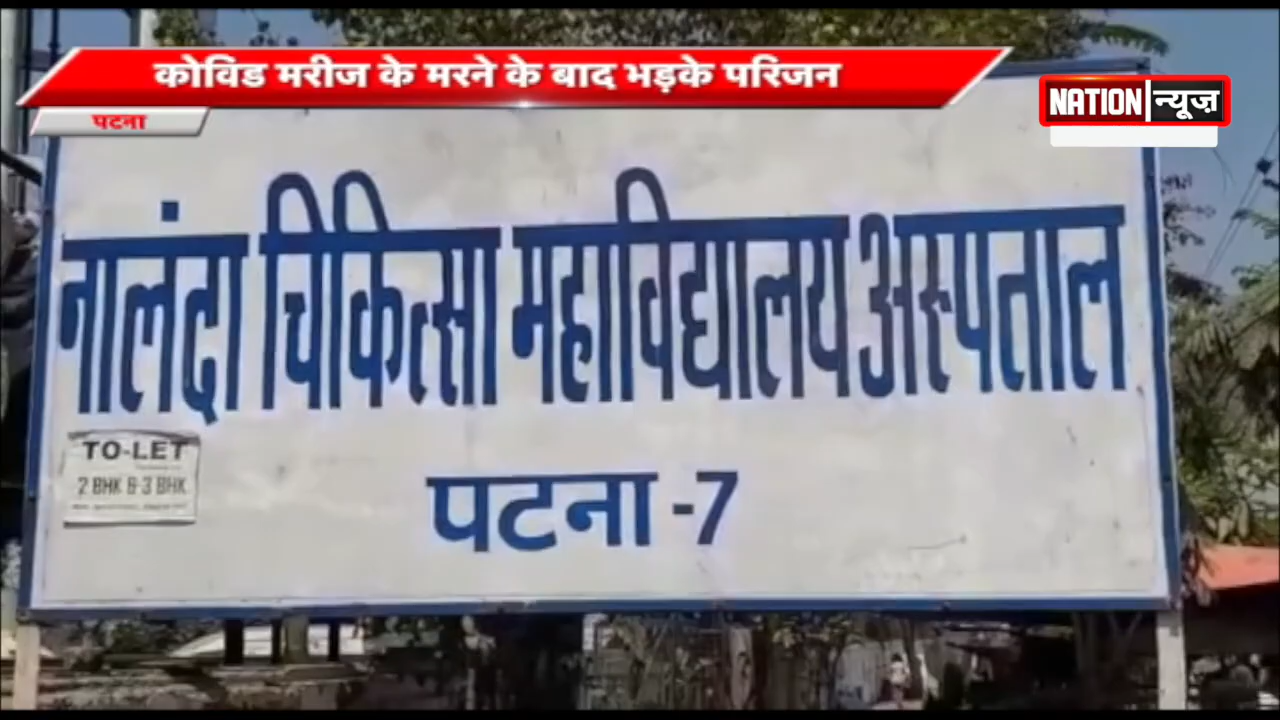 कोविड मरीज के मरने के बाद भड़के परिजन
पटना
NATION न्यूज़
नालंदा चिकित्सा महाविद्यालय अस्पताल
TO-LET
2 BHK & 3 BHK
पटना -7